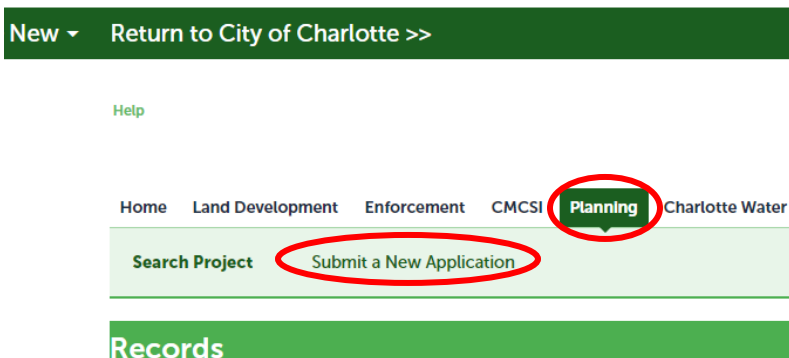 New Return to City of Charlotte >>
Help
Home Land Development Enforcement CMCSI Planning Charlotte Water
Search Project Submit a New Application
Records